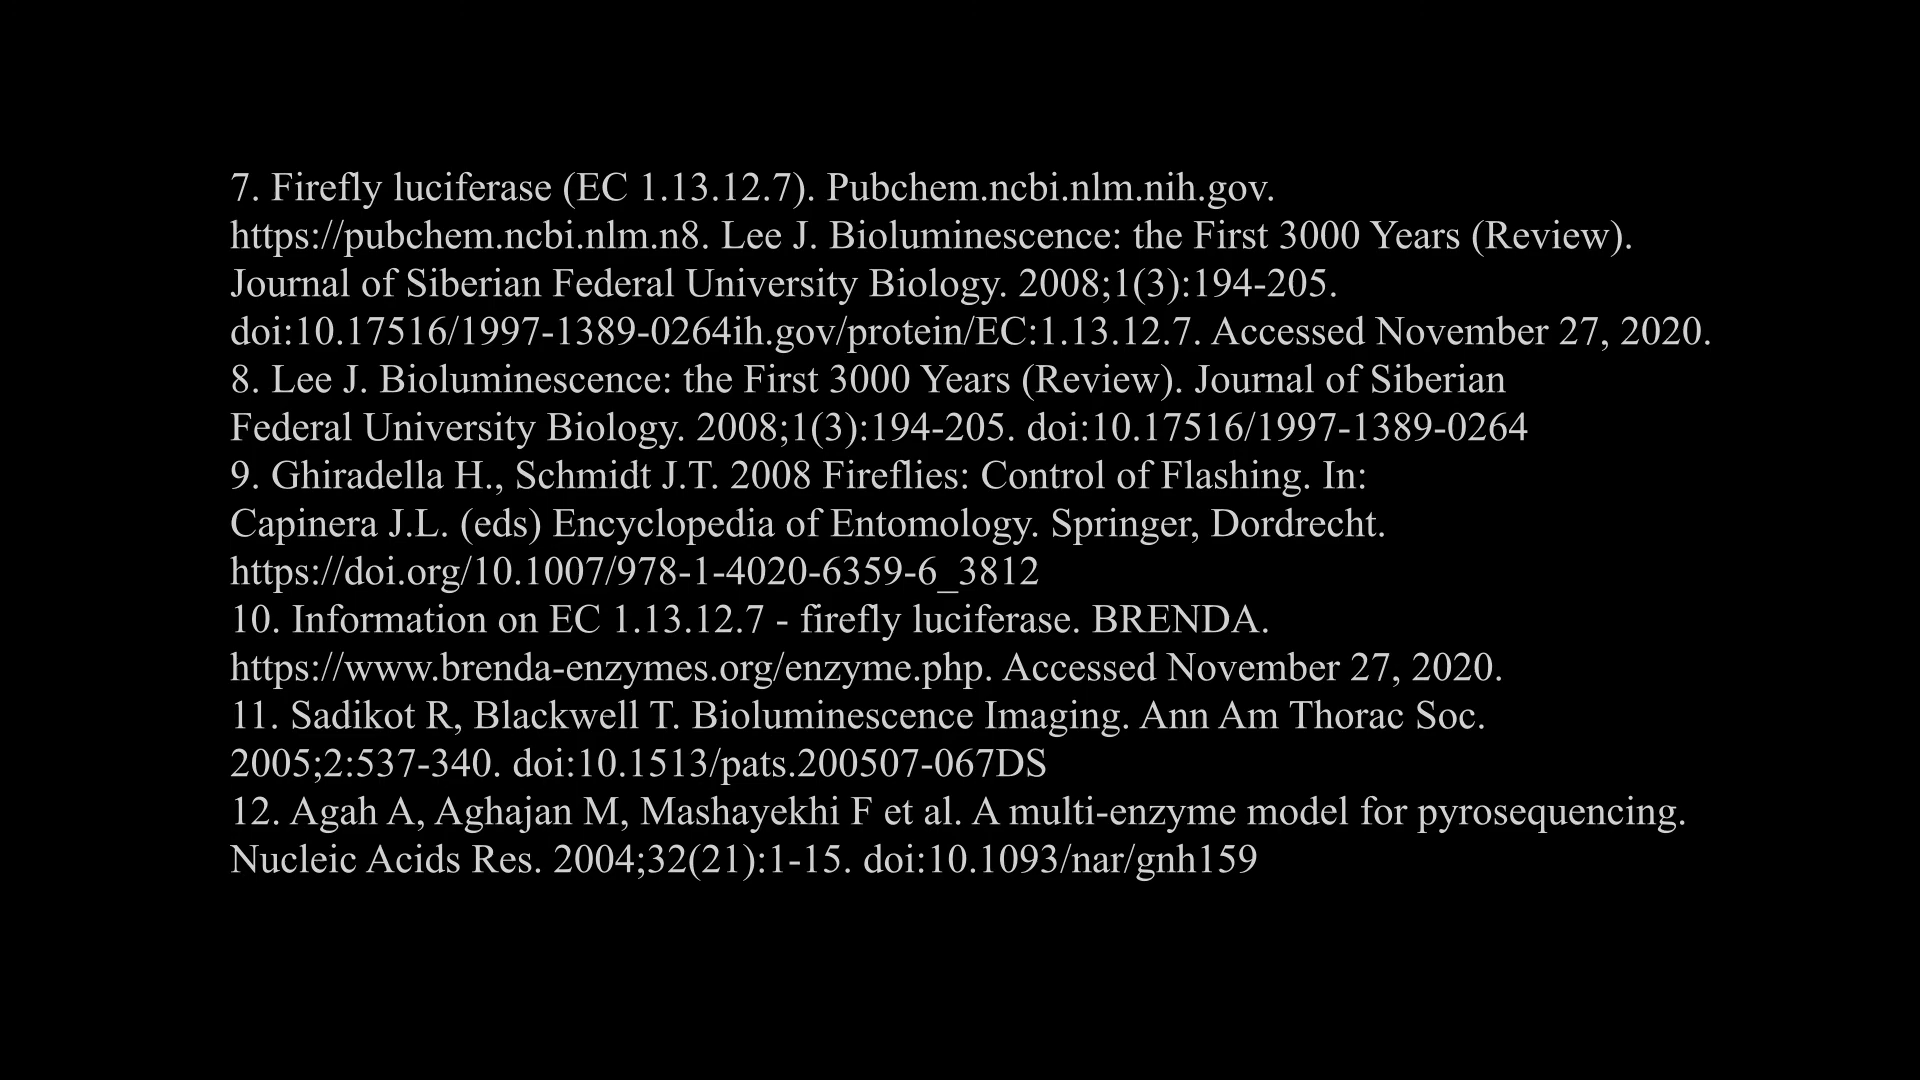 7. Firefly luciferase (EC 1.13.12.7). Pubchem.ncbi.nlm.nih.gov.
https://pubchem.ncbi.nlm.n8. Lee J. Bioluminescence: the First 3000 Years (Review).
Journal of Siberian Federal University Biology. 2008;1(3):194-205.
doi:10.17516/1997-1389-0264ih.gov/protein/EC:1.13.12.7. Accessed November 27, 2020.
8. Lee J. Bioluminescence: the First 3000 Years (Review). Journal of Siberian
Federal University Biology. 2008;1(3):194-205. doi:10.17516/1997-1389-0264
9. Ghiradella H., Schmidt J.T. 2008 Fireflies: Control of Flashing. In:
Capinera J.L. (eds) Encyclopedia of Entomology. Springer, Dordrecht.
https://doi.org/10.1007/978-1-4020-6359-6_3812
10. Information on EC 1.13.12.7 - firefly luciferase. BRENDA.
https://www.brenda-enzymes.org/enzyme.php. Accessed November 27, 2020.
11. Sadikot R, Blackwell T. Bioluminescence Imaging. Ann Am Thorac Soc.
2005;2:537-340. doi:10.1513/pats.200507-067DS
12. Agah A, Aghajan M, Mashayekhi F et al. A multi-enzyme model for pyrosequencing.
Nucleic Acids Res. 2004;32(21):1-15. doi:10.1093/nar/gnh159